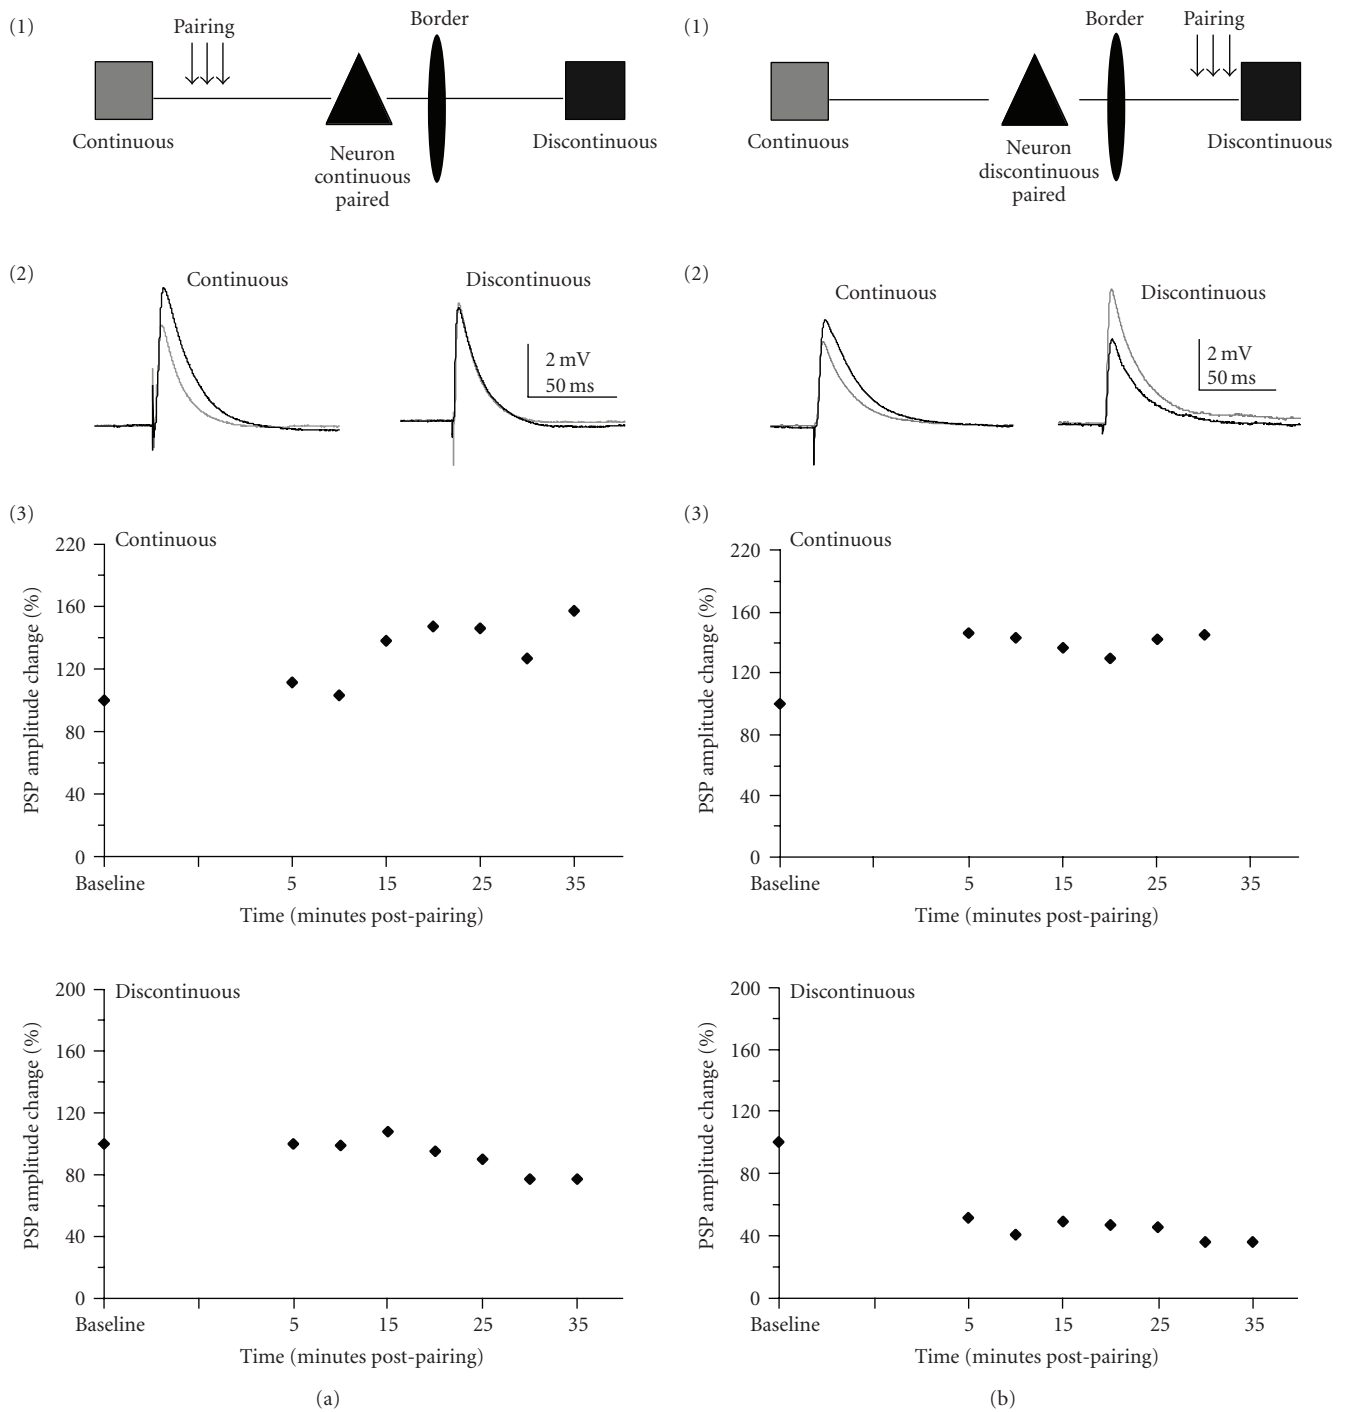 (1)
Pairing
Border
Continuous
Neuron
continuous
paired
Discontinuous
(2)
Continuous
Discontinuous
2 mV
50 ms
(3)
Continuous
220
160
120
80
40
0
PSP amplitude change (%)
Baseline 5 15 25 35
Time (minutes post-pairing)
Discontinuous
200
160
120
80
40
0
PSP amplitude change (%)
Baseline 5 15 25 35
Time (minutes post-pairing)
(a)
(1)
Border
Pairing
Continuous
Neuron
discontinuous
paired
Discontinuous
(2)
Continuous
Discontinuous
2 mV
50 ms
(3)
Continuous
220
160
120
80
40
0
PSP amplitude change (%)
Baseline 5 15 25 35
Time (minutes post-pairing)
Discontinuous
200
160
120
80
40
0
PSP amplitude change (%)
Baseline 5 15 25 35
Time (minutes post-pairing)
(b)